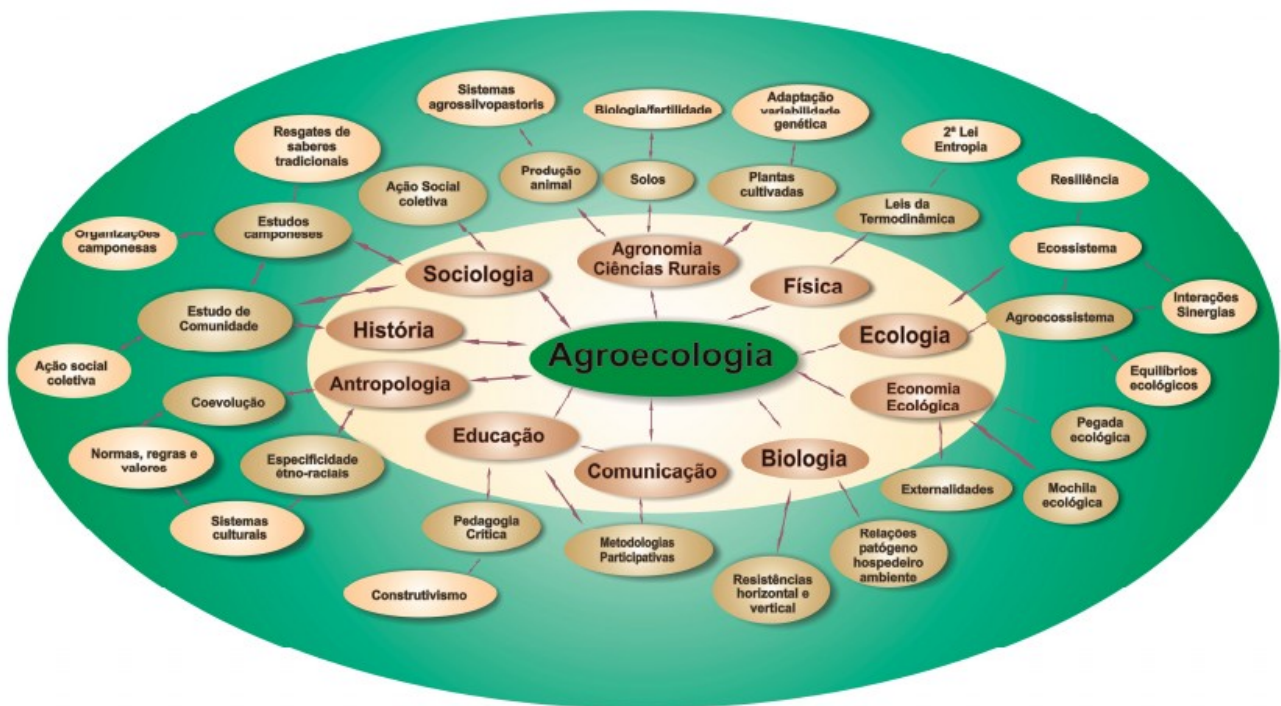 Sistemas
agrossilvopastoris
Biologia/fertilidade
Adaptação
variabilidade
genética
2ª Lei
Entropia
Resgates de
saberes
tradicionais
Resiliência
Ação Social
coletiva
Produção
animal
Solos
Plantas
cultivadas
Leis da
Termodinâmica
Organizações
camponesas
Estudos
camponeses
Sociologia
Agronomia
Ciências Rurais
Física
Ecossistema
Estudo de
Comunidade
História
Ecologia
Agroecossistema
Interações
Sinergias
Agroecologia
Ação social
coletiva
Antropologia
Equilíbrios
ecológicos
Coevolução
Economia
Ecológica
Pegada
ecológica
Normas, regras e
valores
Especificidade
étno-raciais
Educação
Comunicação
Biologia
Externalidades
Mochila
ecológica
Sistemas
culturais
Pedagogia
Crítica
Metodologias
Participativas
Relações
patógeno
hospedeiro
ambiente
Resistências
horizontal e
vertical
Construtivismo